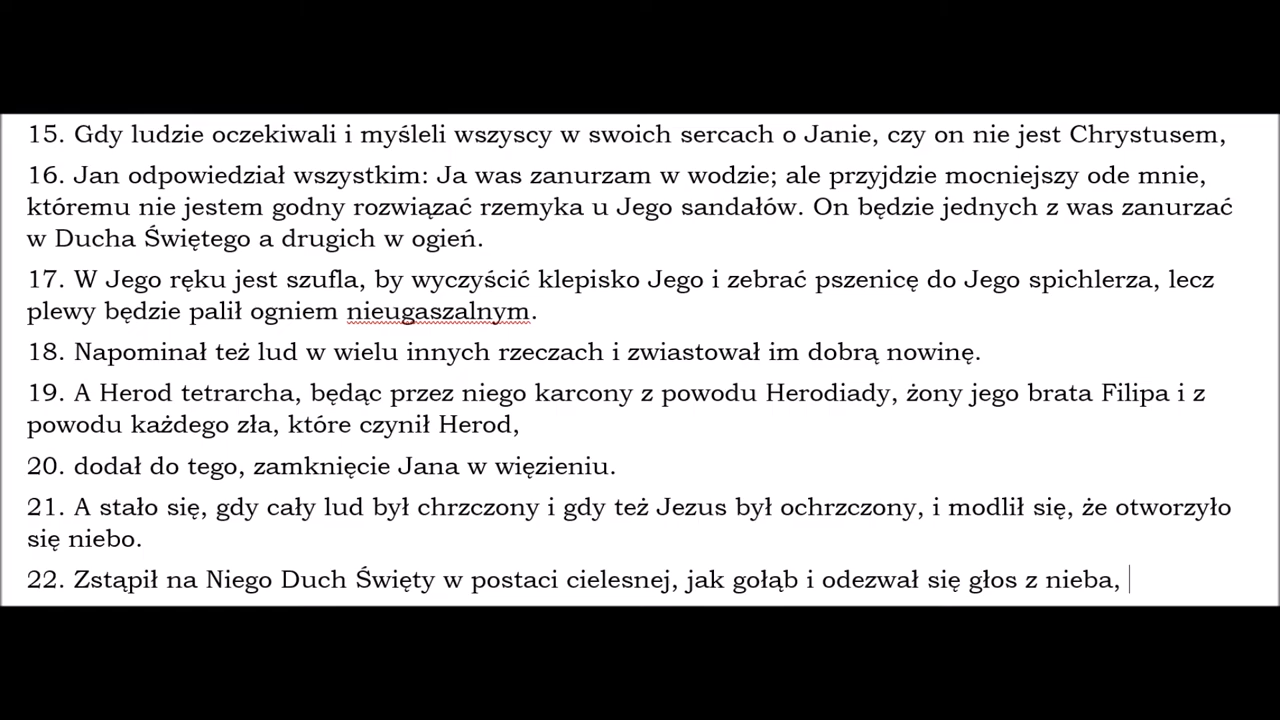 15. Gdy ludzie oczekiwali i myśleli wszyscy w swoich sercach o Janie, czy on nie jest Chrystusem,
16. Jan odpowiedział wszystkim: Ja was zanurzam w wodzie; ale przyjdzie mocniejszy ode mnie,
któremu nie jestem godny rozwiązać rzemyka u Jego sandałów. On będzie jednych z was zanurzać
w Ducha Świętego a drugich w ogień.
17. W Jego ręku jest szufla, by wyczyścić klepisko Jego i zebrać pszenicę do Jego spichlerza, lecz
plewy będzie palił ogniem nieugaszalnym.
18. Napominał też lud w wielu innych rzeczach i zwiastował im dobrą nowinę.
19. A Herod tetrarcha, będąc przez niego karcony z powodu Herodiady, żony jego brata Filipa i z
powodu każdego zła, które czynił Herod,
20. dodał do tego, zamknięcie Jana w więzieniu.
21. A stało się, gdy cały lud był chrzczony i gdy też Jezus był ochrzczony, i modlił się, że otworzyło
się niebo.
22. Zstąpił na Niego Duch Święty w postaci cielesnej, jak gołąb i odezwał się głos z nieba,